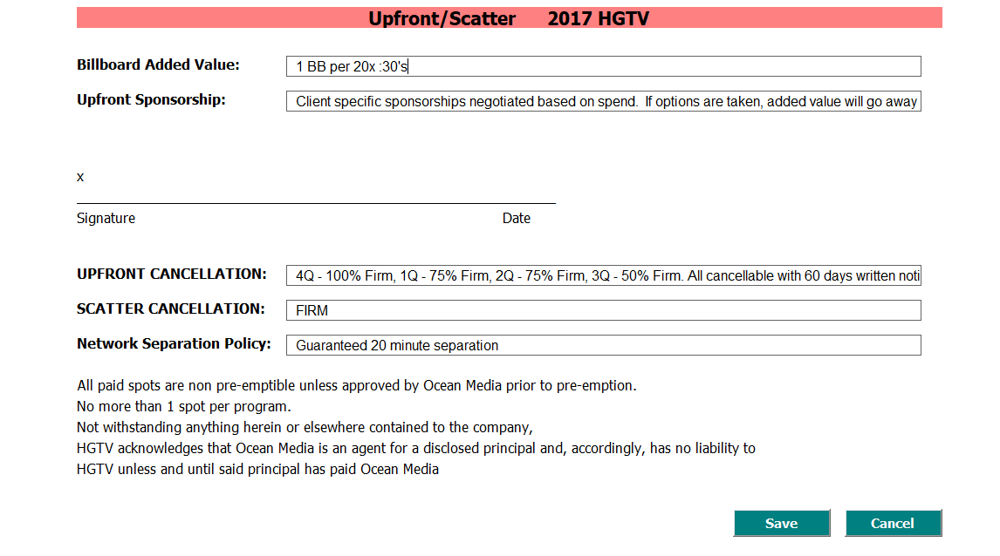 Upfront/Scatter 2017 HGTV
Billboard Added Value: 1 BB per 20x :30's
Upfront Sponsorship: Client specific sponsorships negotiated based on spend. If options are taken, added value will go away
x
Signature Date
UPFRONT CANCELLATION: 4Q - 100% Firm, 1Q - 75% Firm, 2Q - 75% Firm, 3Q - 50% Firm. All cancellable with 60 days written noti
SCATTER CANCELLATION: FIRM
Network Separation Policy: Guaranteed 20 minute separation
All paid spots are non pre-emptible unless approved by Ocean Media prior to pre-emption.
No more than 1 spot per program.
Not withstanding anything herein or elsewhere contained to the company,
HGTV acknowledges that Ocean Media is an agent for a disclosed principal and, accordingly, has no liability to
HGTV unless and until said principal has paid Ocean Media
Save Cancel